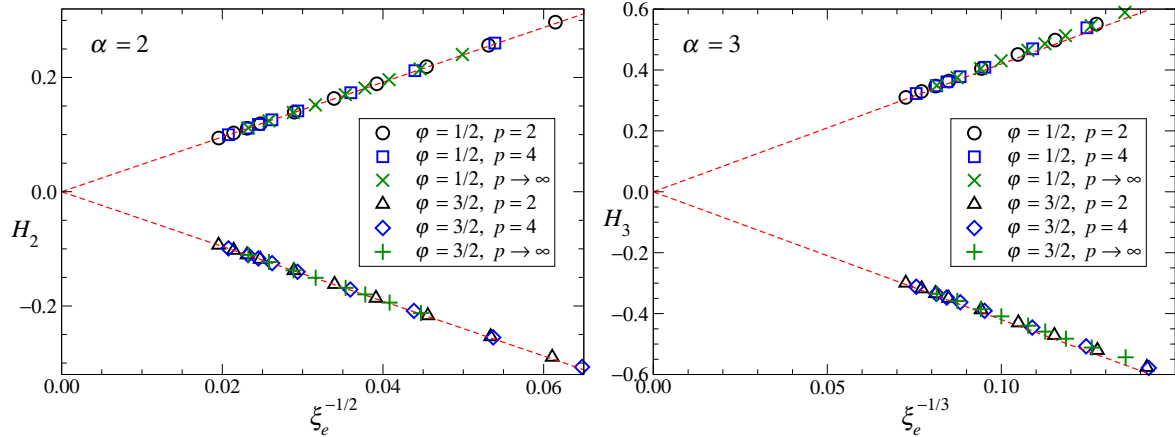 α = 2
0.2
0.0
−0.2
H₂
φ = 1/2, p = 2
φ = 1/2, p = 4
φ = 1/2, p → ∞
φ = 3/2, p = 2
φ = 3/2, p = 4
φ = 3/2, p → ∞
0.00 0.02 0.04 0.06
ξₑ^−1/2
α = 3
0.6
0.4
0.2
0.0
−0.2
−0.4
−0.6
H₃
φ = 1/2, p = 2
φ = 1/2, p = 4
φ = 1/2, p → ∞
φ = 3/2, p = 2
φ = 3/2, p = 4
φ = 3/2, p → ∞
0.00 0.05 0.10
ξₑ^−1/3